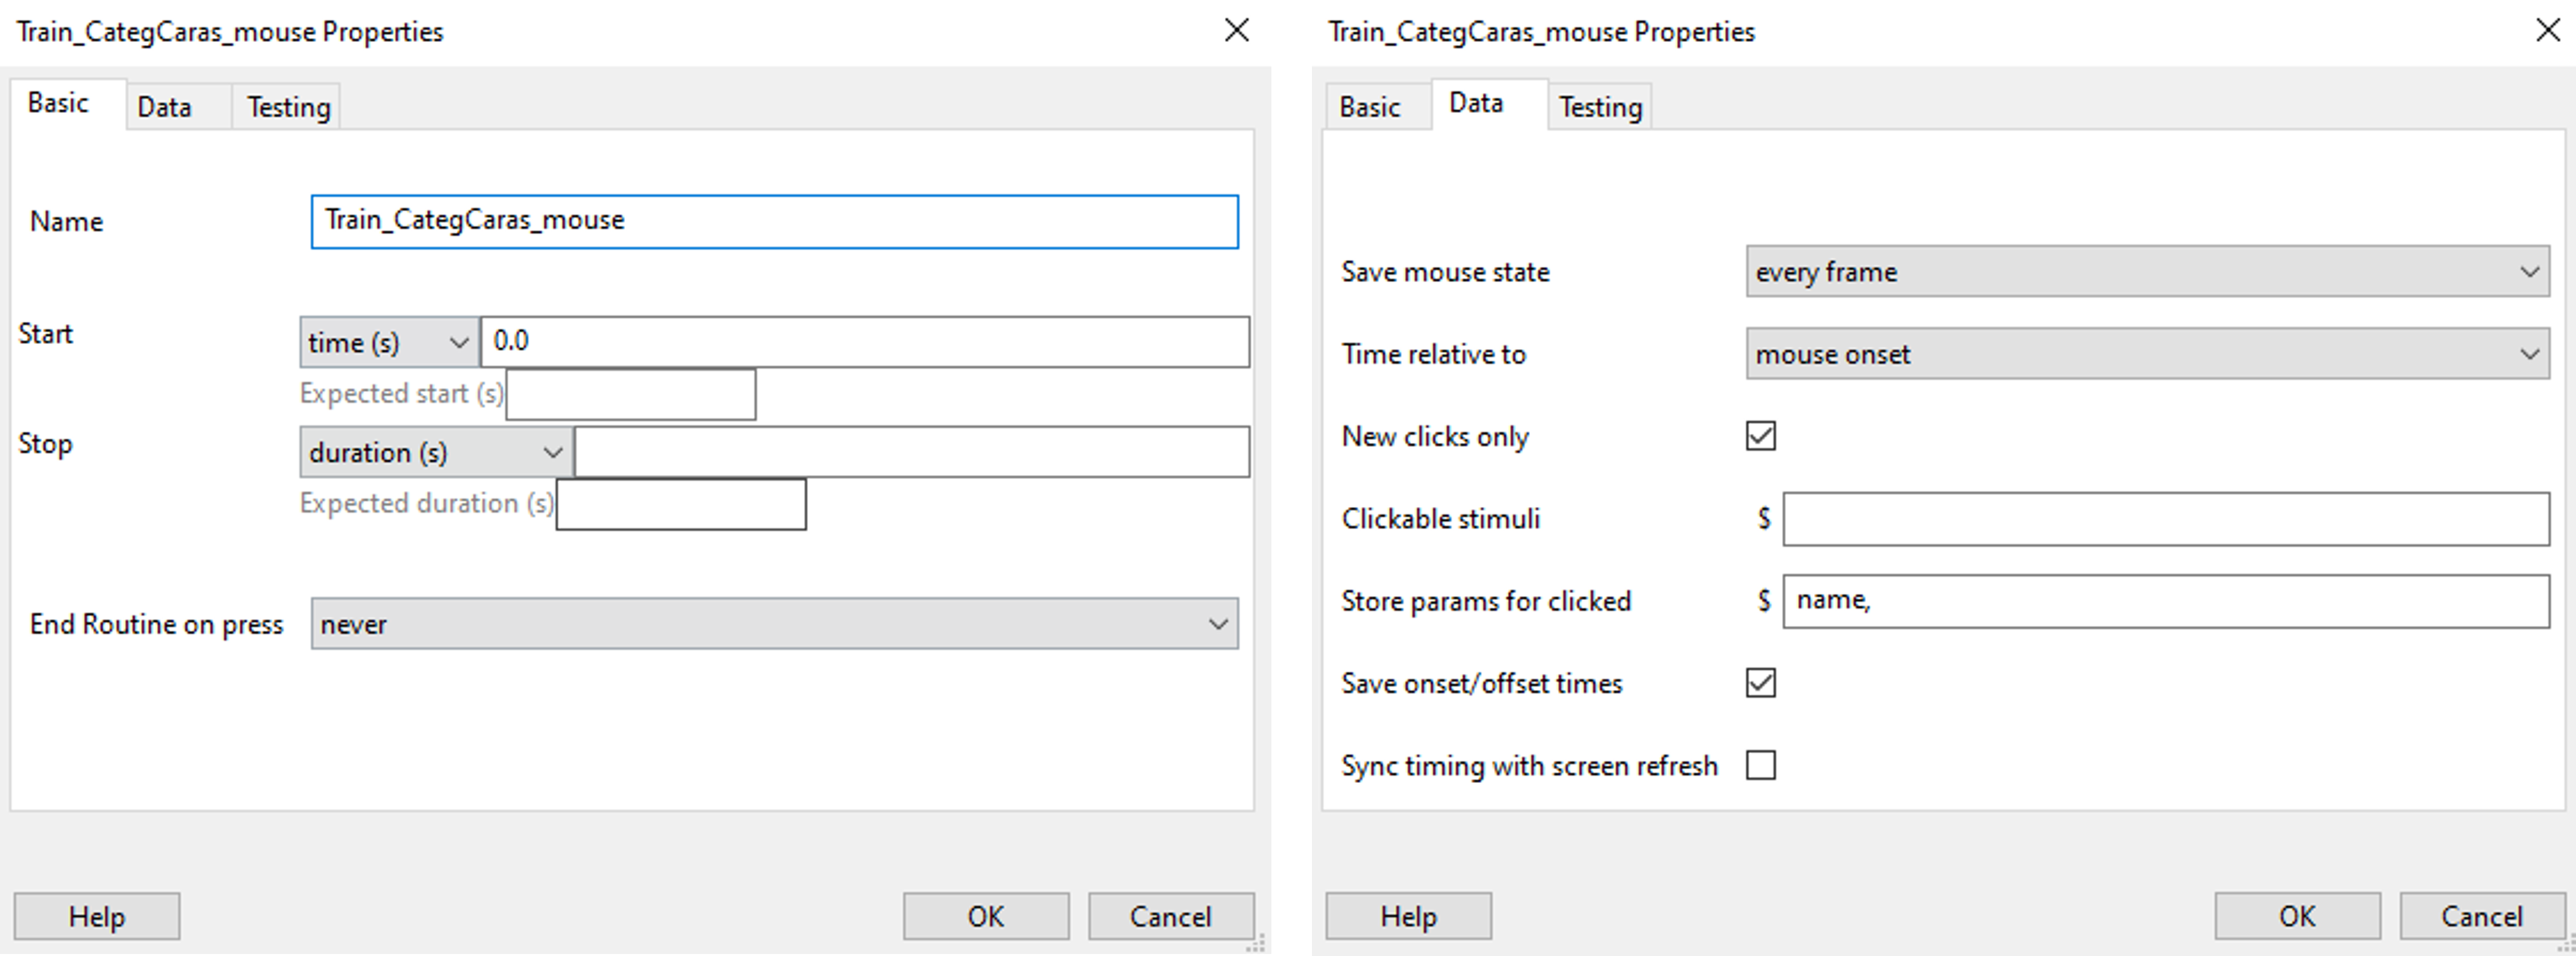 Train_CategCaras_mouse Properties
Basic Data Testing
Name Train_CategCaras_mouse
Start time (s) 0.0
Expected start (s)
Stop duration (s)
Expected duration (s)
End Routine on press never
Help OK Cancel
Train_CategCaras_mouse Properties
Basic Data Testing
Save mouse state every frame
Time relative to mouse onset
New clicks only
Clickable stimuli $
Store params for clicked $ name,
Save onset/offset times
Sync timing with screen refresh
Help OK Cancel